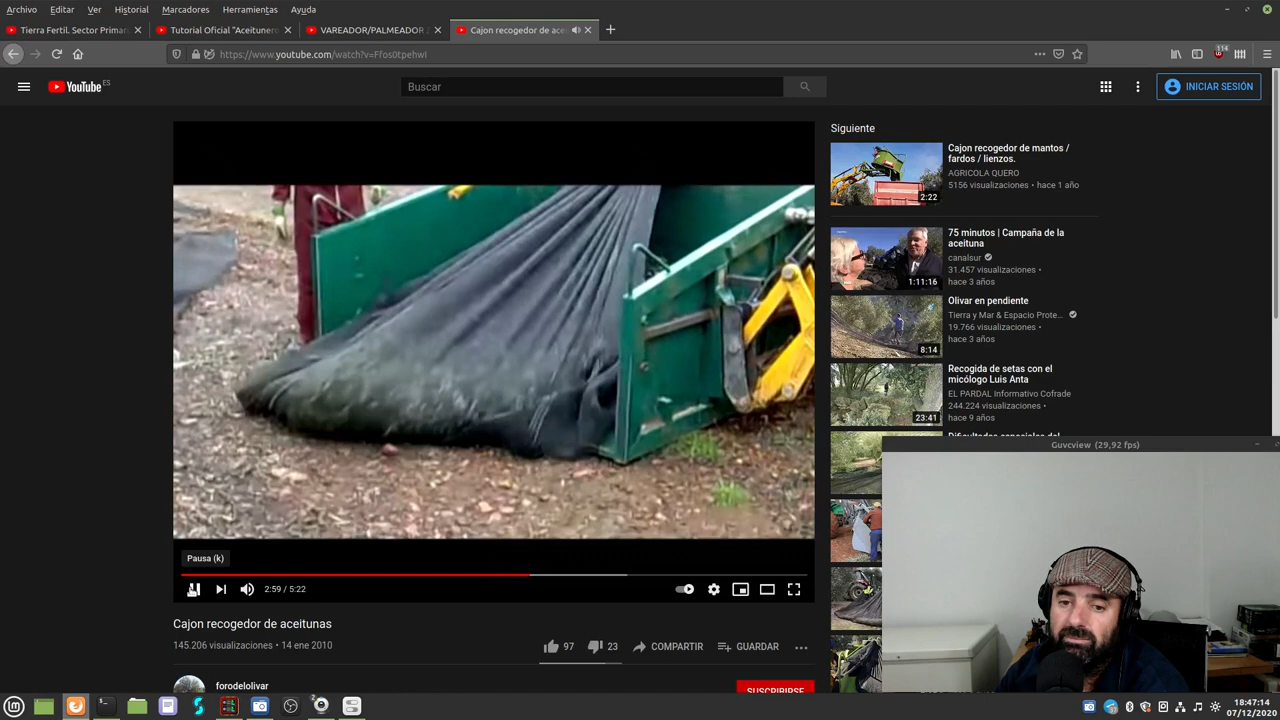 Archivo Editar Ver Historial Marcadores Herramientas Ayuda
Tierra Fertil. Sector Primar
Tutorial Oficial "Aceitunero
VAREADOR/PALMEADOR
Cajon recogedor de ace
https://www.youtube.com/watch?v=Ffos0tpehwI
114
YouTube ES
Buscar
INICIAR SESIÓN
Siguiente
Cajon recogedor de mantos /
fardos / lienzos.
AGRICOLA QUERO
5156 visualizaciones • hace 1 año
2:22
75 minutos | Campaña de la
aceituna
canalsur
31.457 visualizaciones •
hace 3 años
1:11:16
Olivar en pendiente
Tierra y Mar & Espacio Prote...
19.766 visualizaciones •
hace 3 años
8:14
Recogida de setas con el
micólogo Luis Anta
EL PARDAL Informativo Cofrade
244.224 visualizaciones •
hace 9 años
23:41
Guvcview (29,92 fps)
Pausa (k)
2:59 / 5:22
Cajon recogedor de aceitunas
145.206 visualizaciones • 14 ene 2010
97 23 COMPARTIR GUARDAR
forodelolivar
SUSCRIBIRSE
18:47:14
07/12/2020